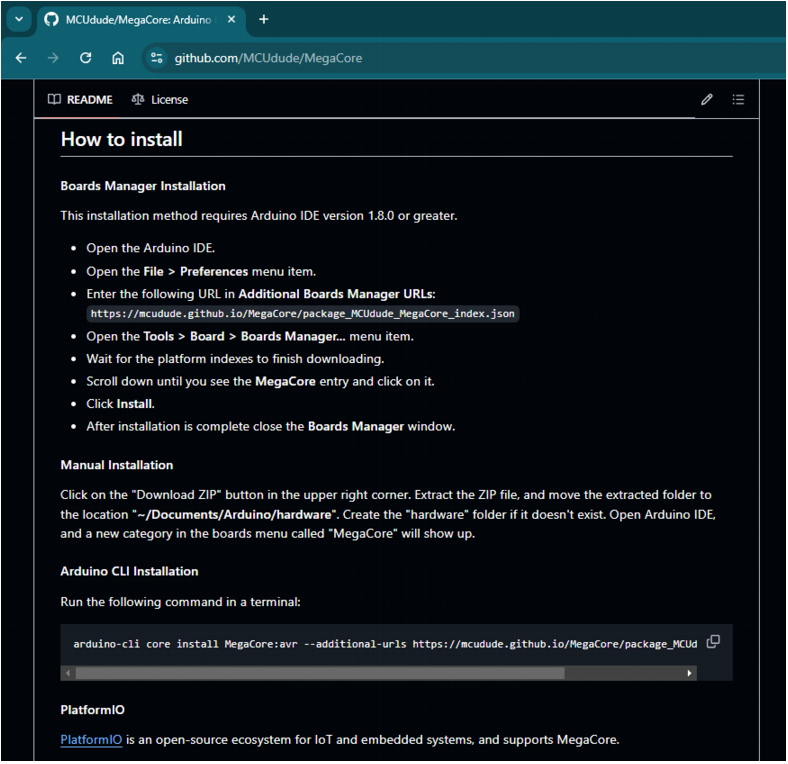 MCUdude/MegaCore: Arduino
github.com/MCUdude/MegaCore
README License
How to install
Boards Manager Installation
This installation method requires Arduino IDE version 1.8.0 or greater.
• Open the Arduino IDE.
• Open the File > Preferences menu item.
• Enter the following URL in Additional Boards Manager URLs:
https://mcudude.github.io/MegaCore/package_MCUdude_MegaCore_index.json
• Open the Tools > Board > Boards Manager... menu item.
• Wait for the platform indexes to finish downloading.
• Scroll down until you see the MegaCore entry and click on it.
• Click Install.
• After installation is complete close the Boards Manager window.
Manual Installation
Click on the "Download ZIP" button in the upper right corner. Extract the ZIP file, and move the extracted folder to
the location "~/Documents/Arduino/hardware". Create the "hardware" folder if it doesn't exist. Open Arduino IDE,
and a new category in the boards menu called "MegaCore" will show up.
Arduino CLI Installation
Run the following command in a terminal:
arduino-cli core install MegaCore:avr --additional-urls https://mcudude.github.io/MegaCore/package_MCUd
PlatformIO
PlatformIO is an open-source ecosystem for IoT and embedded systems, and supports MegaCore.